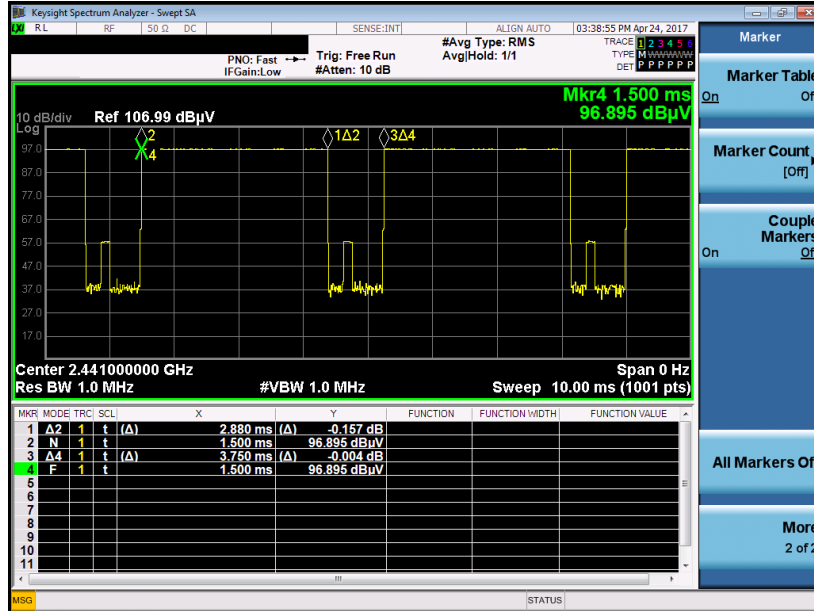 Keysight Spectrum Analyzer - Swept SA
LXI RL RF 50 Ω DC SENSE:INT ALIGN AUTO 03:38:55 PM Apr 24, 2017
PNO: Fast
IFGain:Low
Trig: Free Run
#Atten: 10 dB
#Avg Type: RMS
Avg|Hold: 1/1
TRACE 1 2 3 4 5 6
TYPE M W W W W W
DET P P P P P P
Mkr4 1.500 ms
96.895 dBµV
10 dB/div Ref 106.99 dBµV
Log
97.0
87.0
77.0
67.0
57.0
47.0
37.0
27.0
17.0
2
4
1Δ2
3Δ4
Center 2.441000000 GHz Span 0 Hz
Res BW 1.0 MHz #VBW 1.0 MHz Sweep 10.00 ms (1001 pts)
MKR MODE TRC SCL X Y FUNCTION FUNCTION WIDTH FUNCTION VALUE
1 Δ2 1 t (Δ) 2.880 ms (Δ) -0.157 dB
2 N 1 t 1.500 ms 96.895 dBµV
3 Δ4 1 t (Δ) 3.750 ms (Δ) -0.004 dB
4 F 1 t 1.500 ms 96.895 dBµV
5
6
7
8
9
10
11
MSG STATUS
Marker
Marker Table
On Of
Marker Count
[Off]
Couple
Markers
On Of
All Markers Of
More
2 of 2